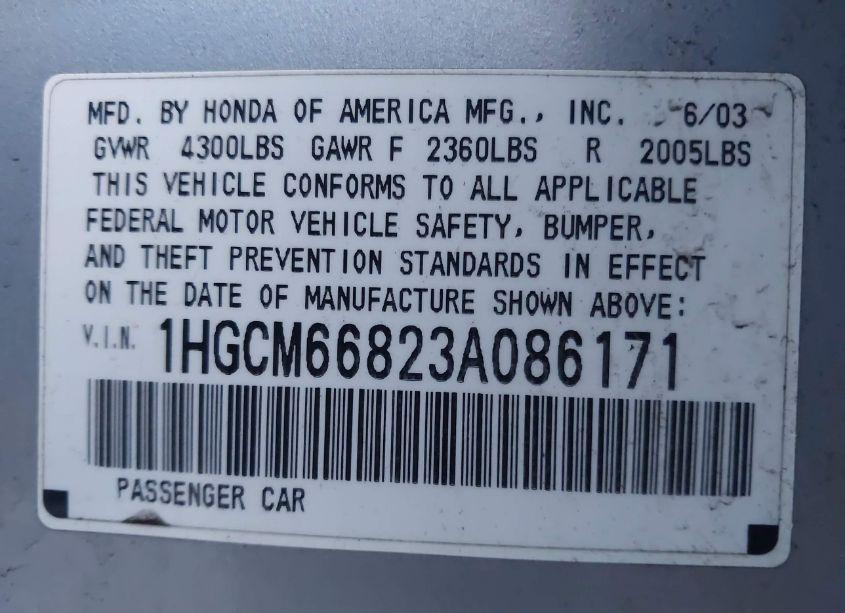 MFD. BY HONDA OF AMERICA MFG., INC. 6/03
GVWR 4300LBS GAWR F 2360LBS R 2005LBS
THIS VEHICLE CONFORMS TO ALL APPLICABLE
FEDERAL MOTOR VEHICLE SAFETY, BUMPER,
AND THEFT PREVENTION STANDARDS IN EFFECT
ON THE DATE OF MANUFACTURE SHOWN ABOVE:
V.I.N. 1HGCM66823A086171
PASSENGER CAR